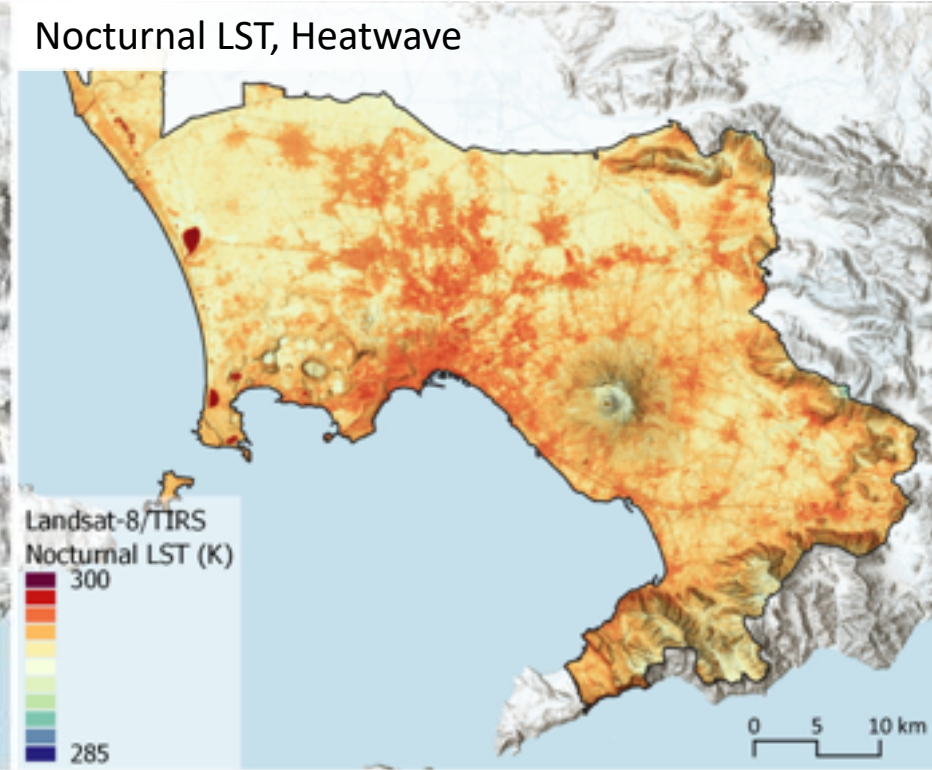 Nocturnal LST, Heatwave
Landsat-8/TIRS
Nocturnal LST (K)
300
285
0 5 10 km